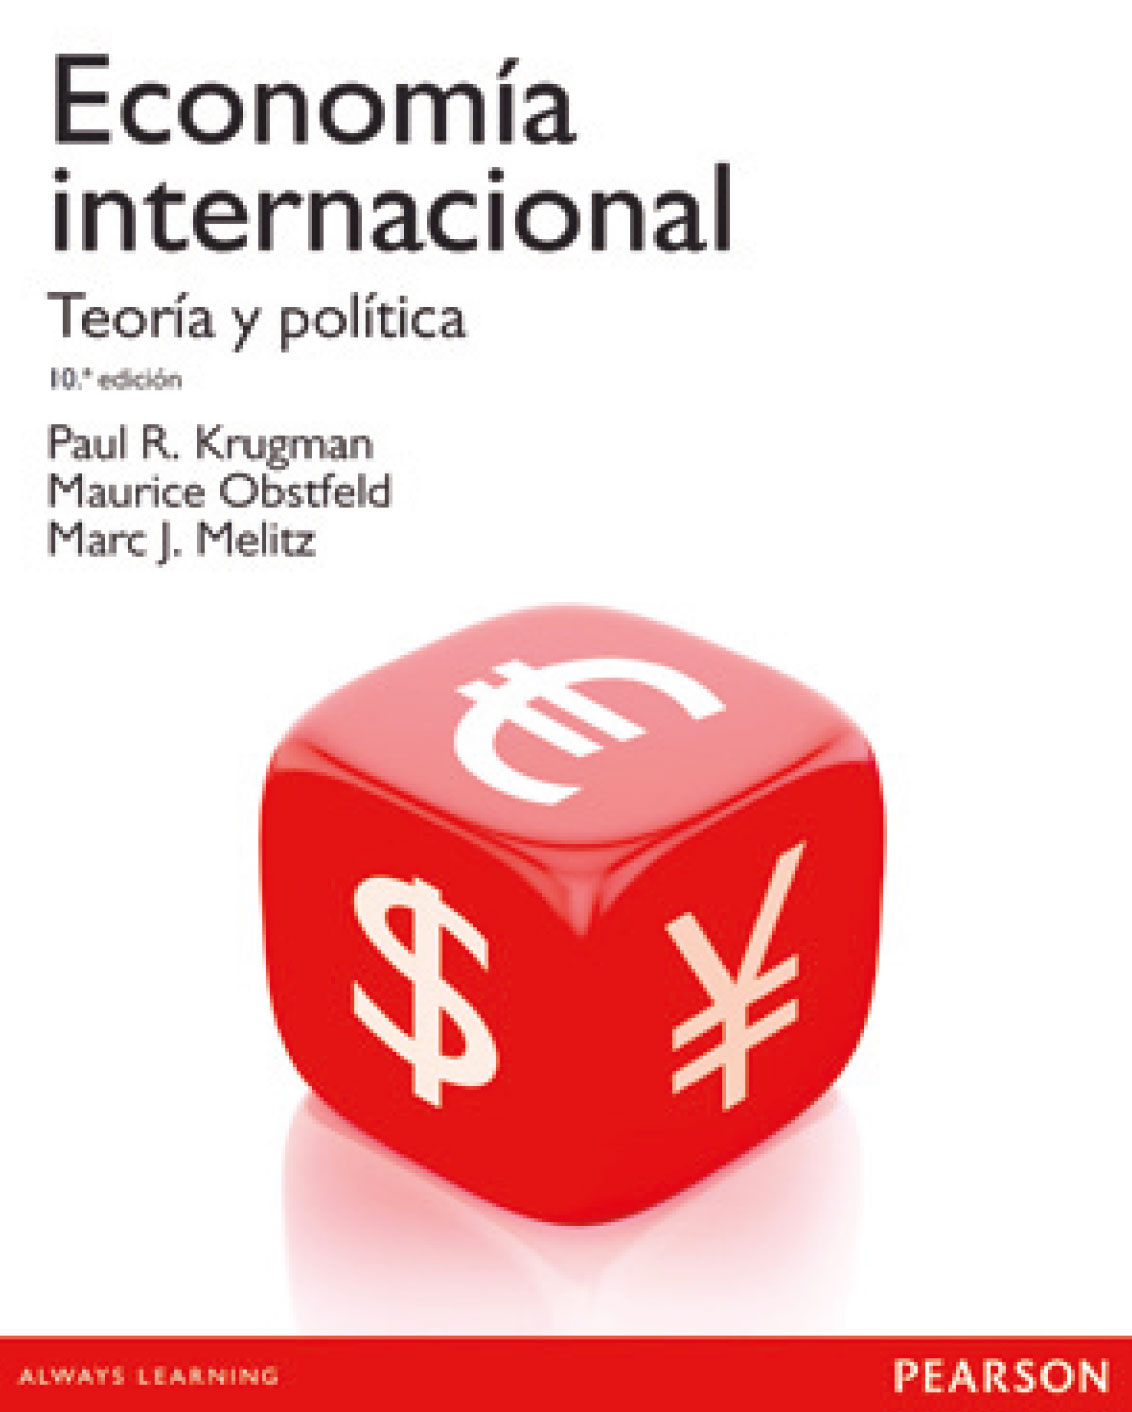 Economía
internacional
Teoría y política
10.ª edición
Paul R. Krugman
Maurice Obstfeld
Marc J. Melitz
€
$
¥
ALWAYS LEARNING
PEARSON